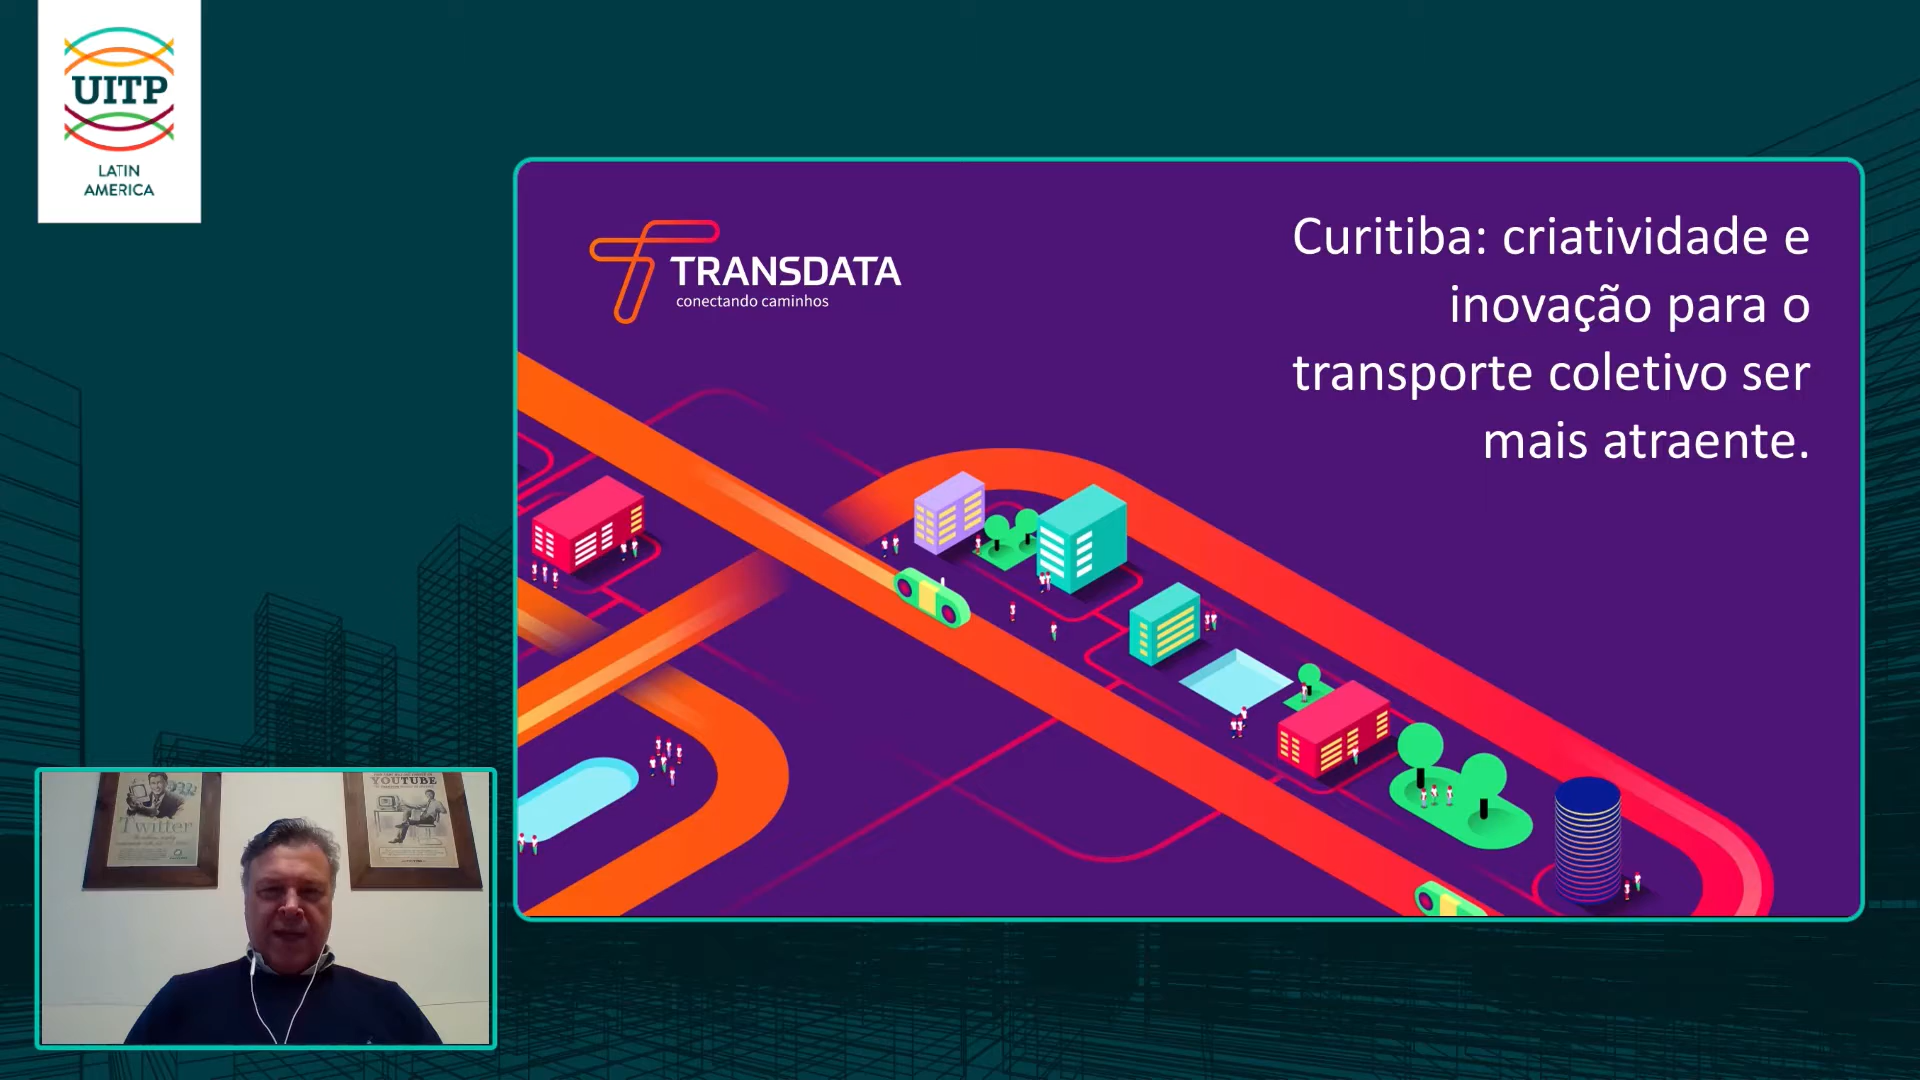 UITP
LATIN
AMERICA
TRANSDATA
conectando caminhos
Curitiba: criatividade e
inovação para o
transporte coletivo ser
mais atraente.
Twitter
YOUTUBE